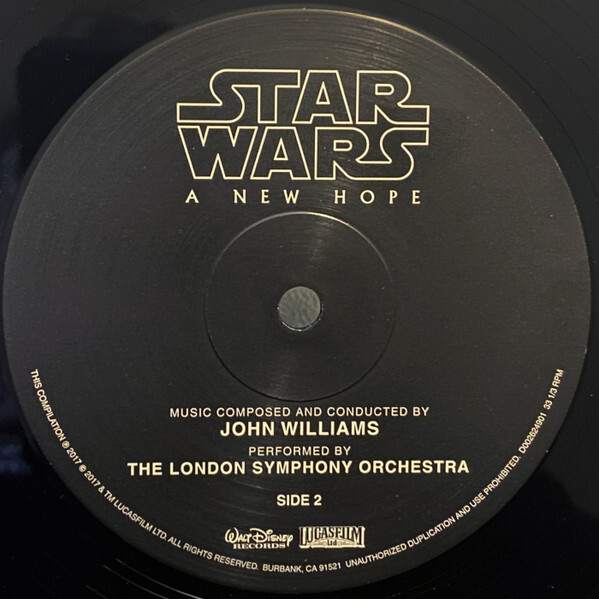 STAR
WARS
A NEW HOPE
MUSIC COMPOSED AND CONDUCTED BY
JOHN WILLIAMS
PERFORMED BY
THE LONDON SYMPHONY ORCHESTRA
SIDE 2
WALT DISNEY
RECORDS
LUCASFILM
Ltd
THIS COMPILATION ℗ 2017 © 2017 & TM LUCASFILM LTD. ALL RIGHTS RESERVED. BURBANK, CA 91521 UNAUTHORIZED DUPLICATION AND USE PROHIBITED. D002624901 33 1/3 RPM